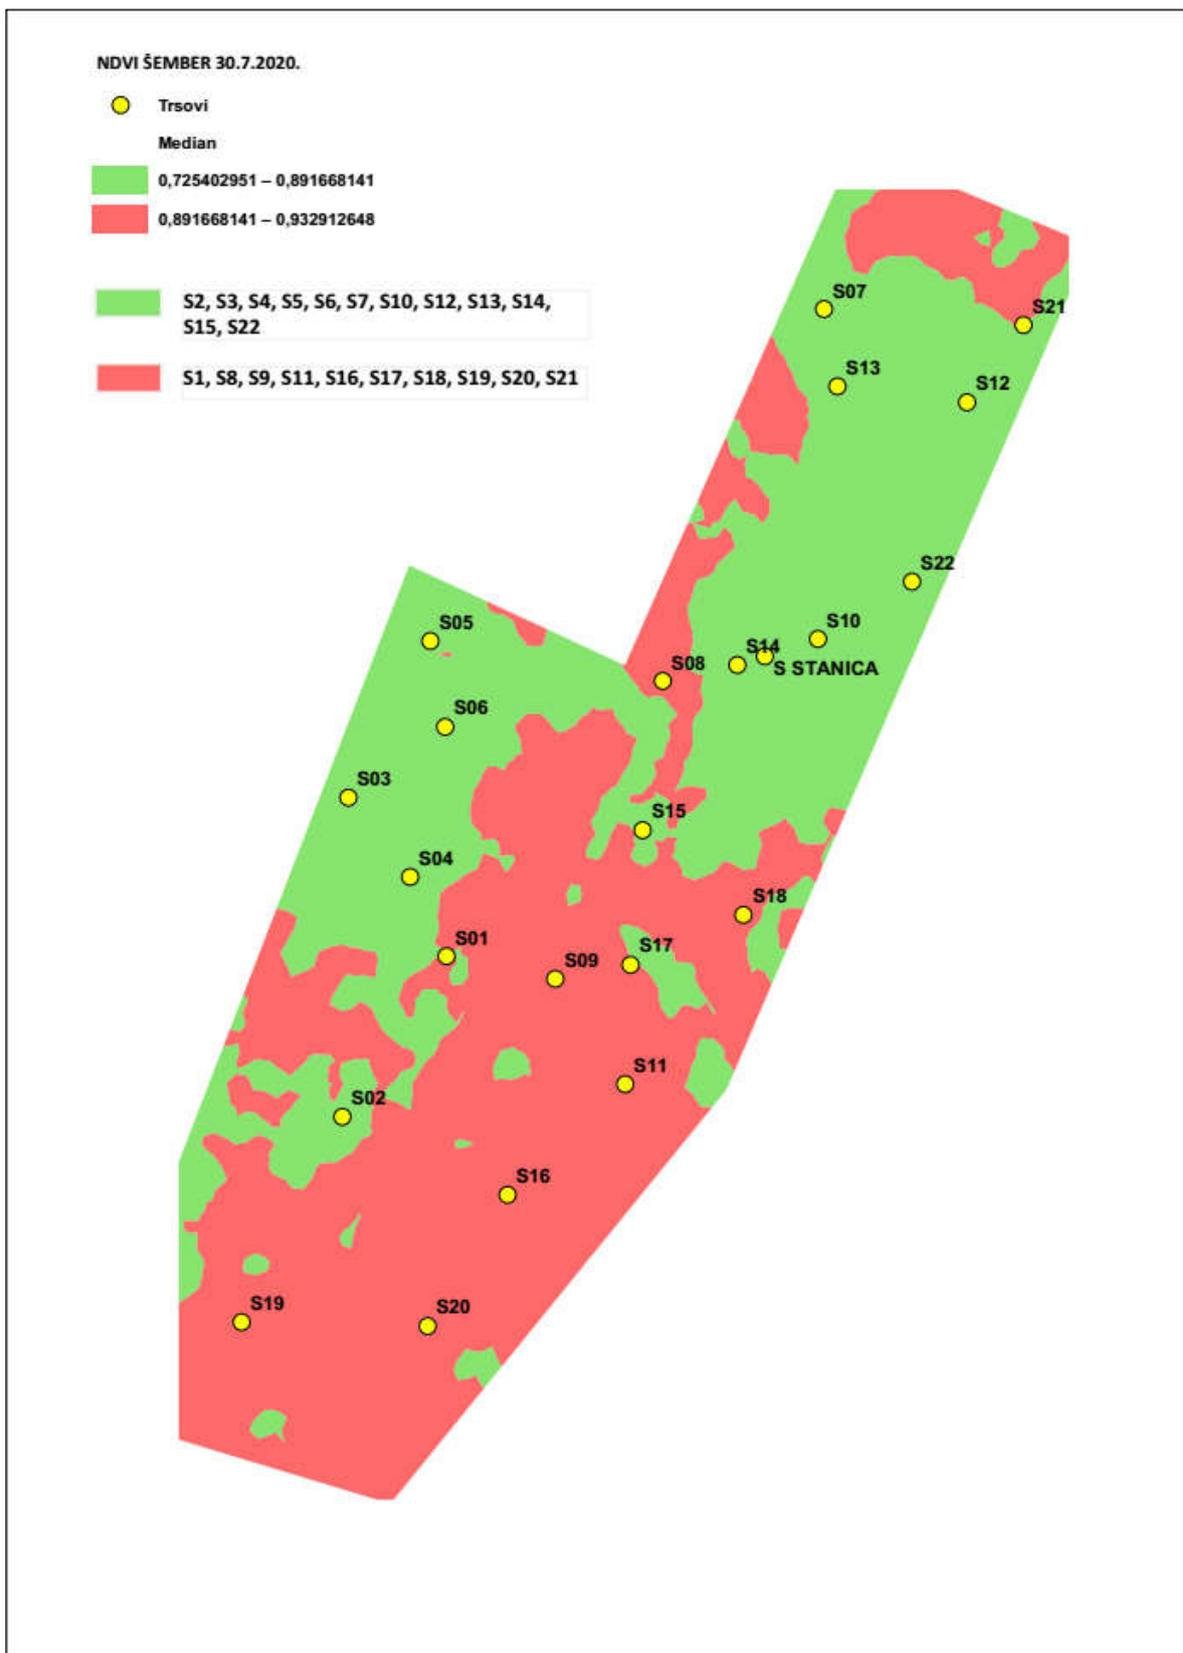 NDVI ŠEMBER 30.7.2020.
Trsovi
Median
0,725402951 – 0,891668141
0,891668141 – 0,932912648
S2, S3, S4, S5, S6, S7, S10, S12, S13, S14,
S15, S22
S1, S8, S9, S11, S16, S17, S18, S19, S20, S21
S07
S21
S13
S12
S22
S05
S10
S14
S STANICA
S08
S06
S03
S15
S04
S18
S01
S17
S09
S11
S02
S16
S19
S20